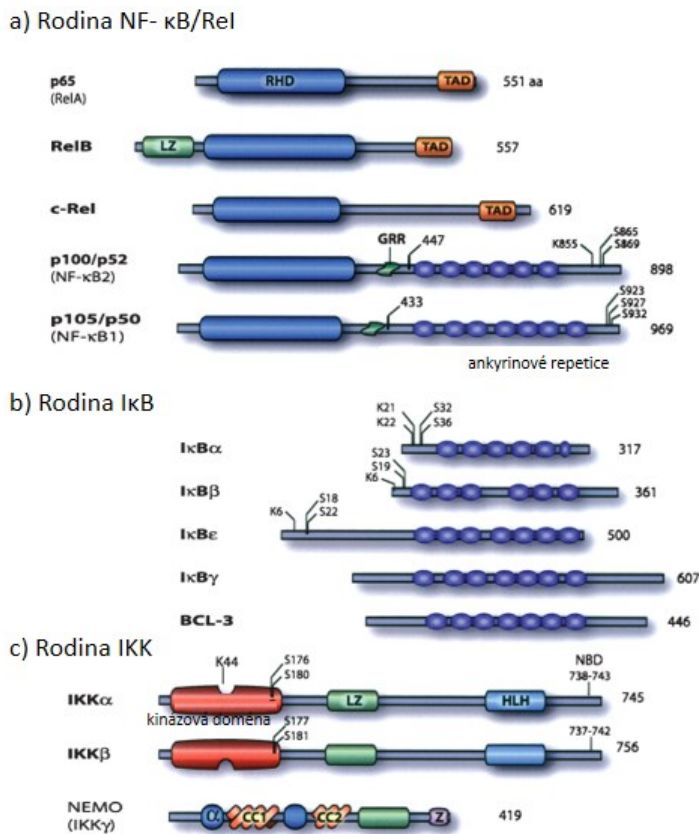 a) Rodina NF- κB/Rel
p65
(RelA)
RHD
TAD
551 aa
RelB
LZ
TAD
557
c-Rel
TAD
619
GRR
447
K855
S865
S869
p100/p52
(NF-κB2)
898
p105/p50
(NF-κB1)
433
S923
S927
S932
969
ankyrinové repetice
b) Rodina IκB
K21
K22
S32
S36
IκBα
317
S23
S19
K6
IκBβ
361
K6
S18
S22
IκBε
500
IκBγ
607
BCL-3
446
c) Rodina IKK
K44
S176
S180
NBD
738-743
IKKα
LZ
HLH
745
kinázová doména
S177
S181
737-742
IKKβ
756
NEMO
(IKKγ)
α
CC1
CC2
Z
419